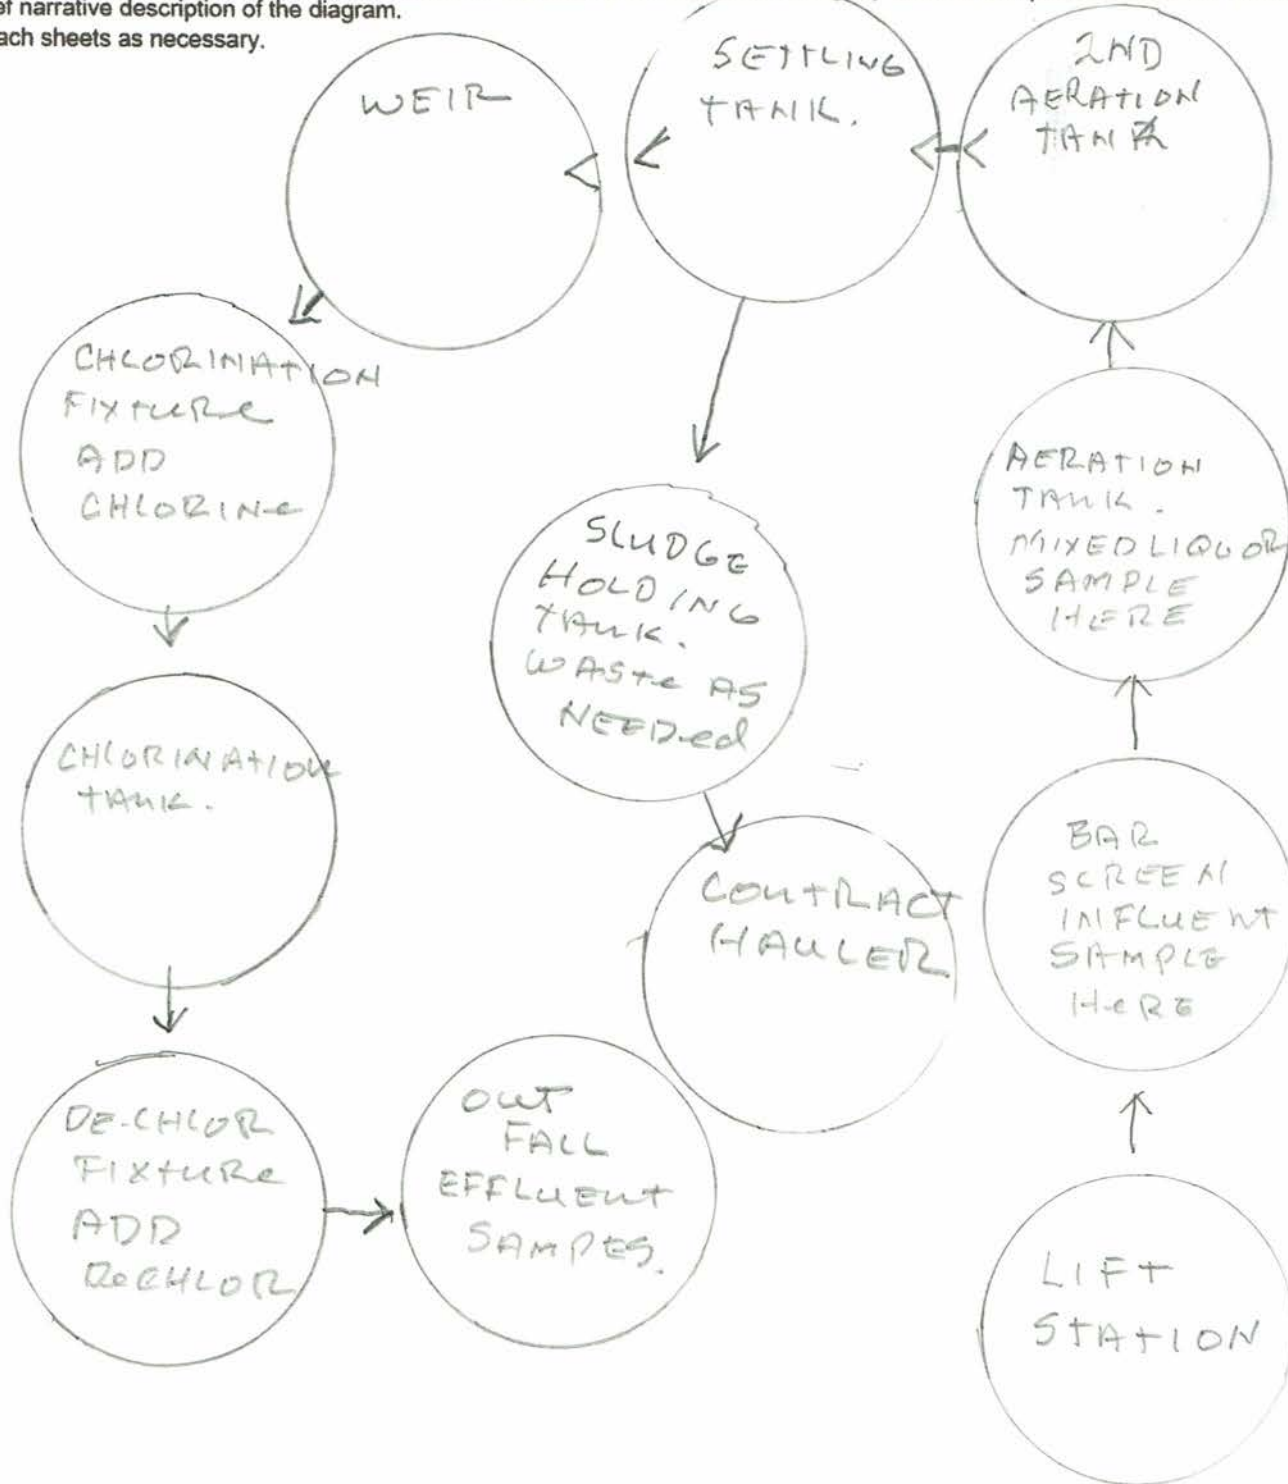 ef narrative description of the diagram.
ach sheets as necessary.
WEIR
SETTLING
TANK.
2ND
AERATION
TANK
CHLORINATION
FIXTURE
ADD
CHLORINE
AERATION
TANK.
MIXED LIQUOR
SAMPLE
HERE
SLUDGE
HOLDING
TANK.
WASTE AS
NEEDed
CHLORINATION
TANK.
CONTRACT
HAULER
BAR
SCREEN
INFLUENT
SAMPLE
HeRE
DE-CHLOR
FIXTURE
ADD
DeCHLOR
OUT
FALL
EFFLUENT
SAMPES.
LIFT
STATION